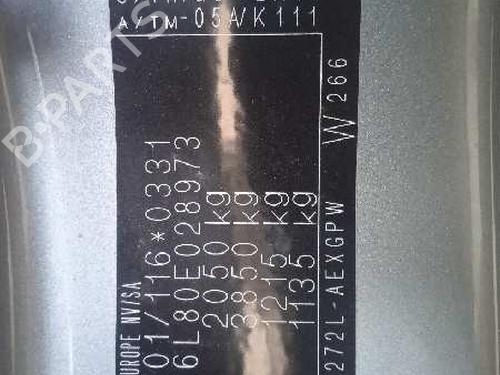 A/TM-05A/K111
EUROPE NV/SA
01/116*0331
6L80E028973
2050 kg
3850 kg
1215 kg
1135 kg
272L-AEXGPW
W 266
B-PARTS